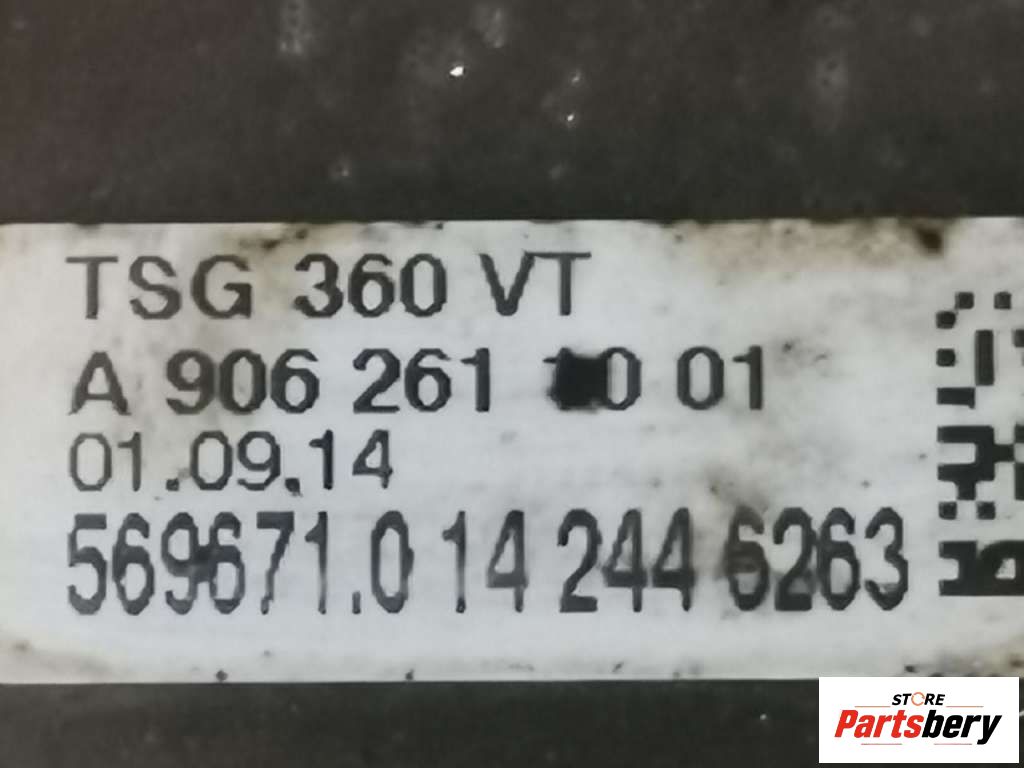 TSG 360 VT
A 906 261 01
01.09.14
569671.0 14 244 6263
STORE
Partsbery